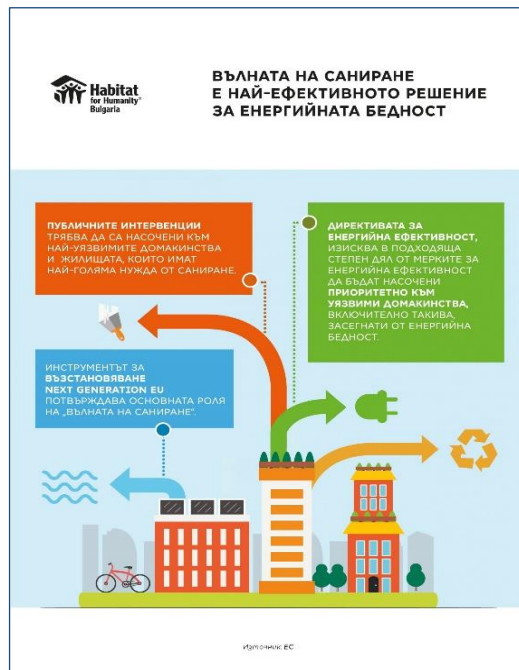 Habitat
for Humanity®
Bulgaria
ВЪЛНАТА НА САНИРАНЕ
Е НАЙ-ЕФЕКТИВНОТО РЕШЕНИЕ
ЗА ЕНЕРГИЙНАТА БЕДНОСТ
ПУБЛИЧНИТЕ ИНТЕРВЕНЦИИ
ТРЯБВА ДА СА НАСОЧЕНИ КЪМ
НАЙ-УЯЗВИМИТЕ ДОМАКИНСТВА
И ЖИЛИЩАТА, КОИТО ИМАТ
НАЙ-ГОЛЯМА НУЖДА ОТ САНИРАНЕ.
ДИРЕКТИВАТА ЗА
ЕНЕРГИЙНА ЕФЕКТИВНОСТ,
ИЗИСКВА В ПОДХОДЯЩА
СТЕПЕН ДЯЛ ОТ МЕРКИТЕ ЗА
ЕНЕРГИЙНА ЕФЕКТИВНОСТ
ДА БЪДАТ НАСОЧЕНИ
ПРИОРИТЕТНО КЪМ
УЯЗВИМИ ДОМАКИНСТВА,
ВКЛЮЧИТЕЛНО ТАКИВА,
ЗАСЕГНАТИ ОТ ЕНЕРГИЙНА
БЕДНОСТ.
ИНСТРУМЕНТЪТ ЗА
ВЪЗСТАНОВЯВАНЕ
NEXT GENERATION EU
ПОТВЪРЖДАВА ОСНОВНАТА РОЛЯ
НА „ВЪЛНАТА НА САНИРАНЕ“.
Източник: ЕС